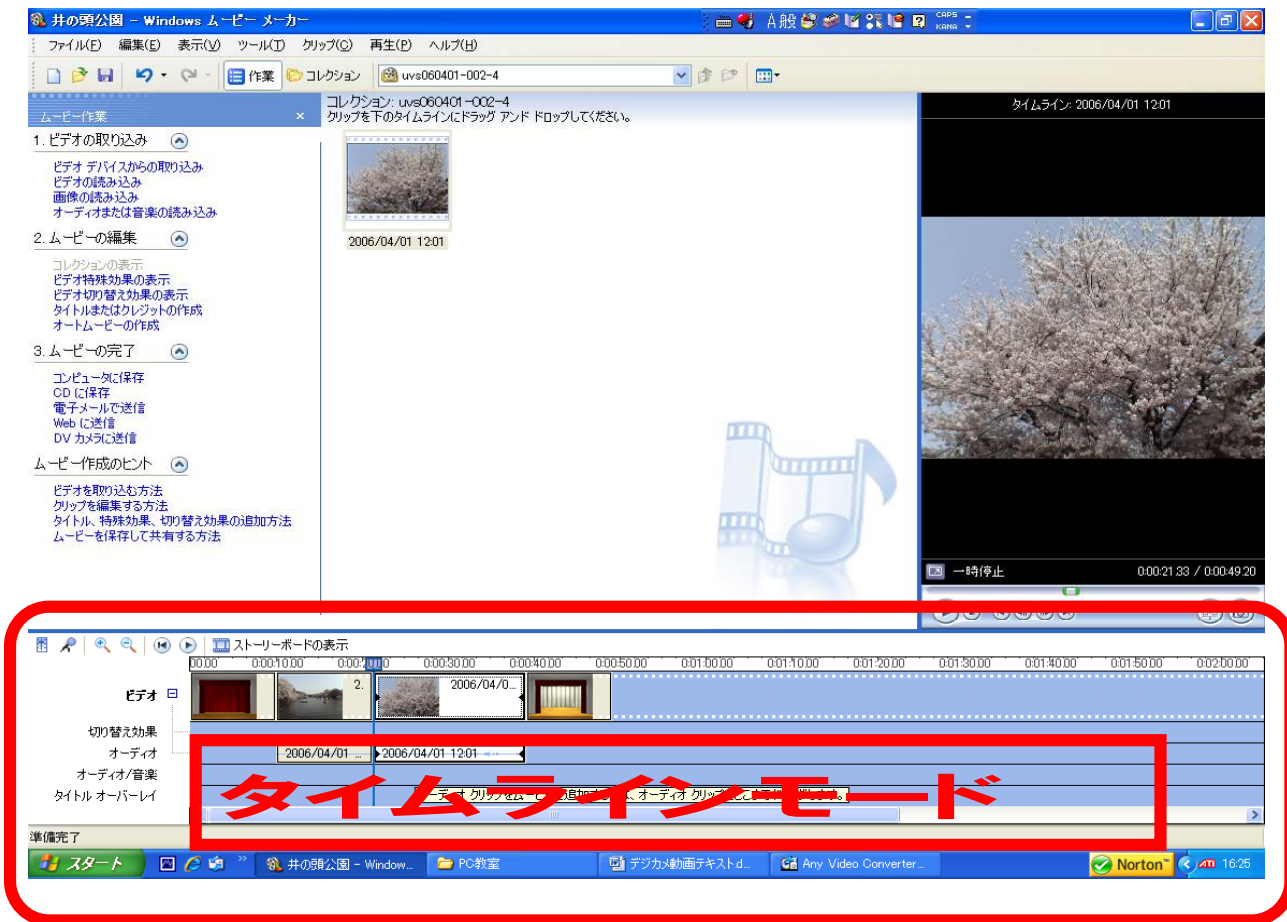 井の頭公園 - Windows ムービー メーカー
A 般 CAPS KANA
ファイル(F) 編集(E) 表示(V) ツール(T) クリップ(C) 再生(P) ヘルプ(H)
作業 コレクション uvs060401-002-4
ムービー作業 ×
1. ビデオの取り込み
ビデオ デバイスからの取り込み
ビデオの読み込み
画像の読み込み
オーディオまたは音楽の読み込み
2. ムービーの編集
コレクションの表示
ビデオ特殊効果の表示
ビデオ切り替え効果の表示
タイトルまたはクレジットの作成
オートムービーの作成
3. ムービーの完了
コンピュータに保存
CD に保存
電子メールで送信
Web に送信
DV カメラに送信
ムービー作成のヒント
ビデオを取り込む方法
クリップを編集する方法
タイトル、特殊効果、切り替え効果の追加方法
ムービーを保存して共有する方法
コレクション: uvs060401-002-4
クリップを下のタイムラインにドラッグ アンド ドロップしてください。
2006/04/01 12:01
タイムライン: 2006/04/01 12:01
一時停止 0:00:21.33 / 0:00:49.20
ストーリーボードの表示
00:00 0:00:10.00 0:00:30.00 0:00:40.00 0:00:50.00 0:01:00.00 0:01:10.00 0:01:20.00 0:01:30.00 0:01:40.00 0:01:50.00 0:02:00.00
ビデオ 2. 2006/04/0...
切り替え効果
オーディオ 2006/04/01 ... 2006/04/01 12:01
オーディオ/音楽
タイトル オーバーレイ
タイムラインモード
準備完了
スタート 井の頭公園 - Window... PC教室 デジカメ動画テキスト.d... Any Video Converter... Norton™ 16:25